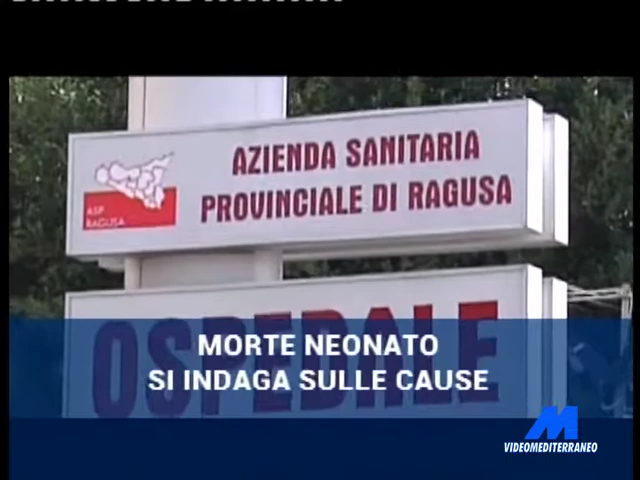 AZIENDA SANITARIA
PROVINCIALE DI RAGUSA
ASP
RAGUSA
OSPEDALE
MORTE NEONATO
SI INDAGA SULLE CAUSE
VIDEOMEDITERRANEO